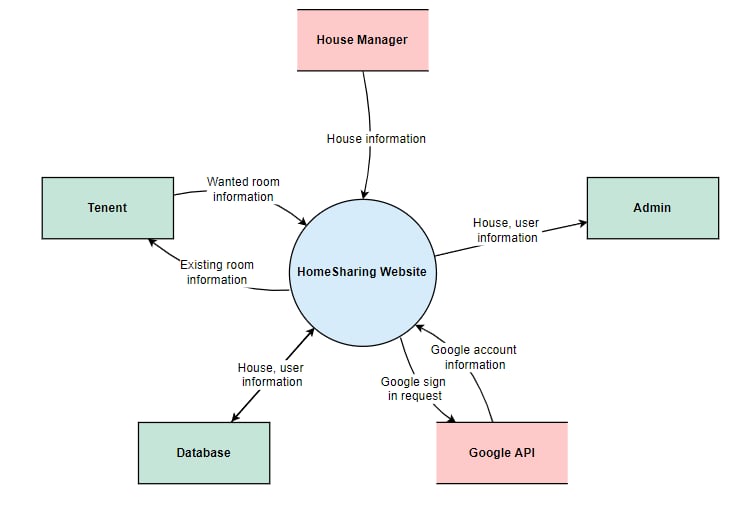 House Manager
House information
Wanted room
information
Tenent
Admin
House, user
information
Existing room
information
HomeSharing Website
Google account
information
House, user
information
Google sign
in request
Database
Google API